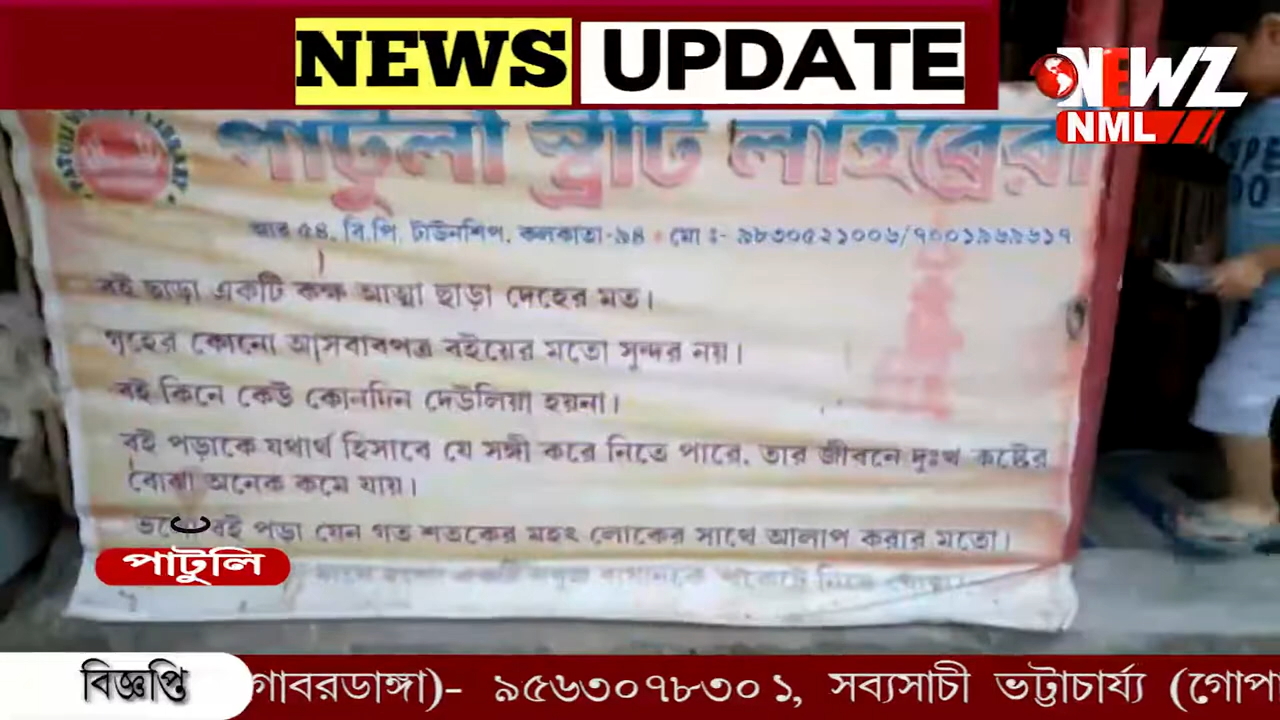 NEWS UPDATE
NEWZ
NML
পাটুলী স্ট্রীট লাইব্রেরী
আর ৫৪, বি.পি. টাউনশিপ, কলকাতা-৯৪ • মো ঃ- ৯৮৩০৫২১০০৬/৭০০১৯৬৯৬১৭
বই ছাড়া একটি কক্ষ আত্মা ছাড়া দেহের মত।
গৃহের কোনো আসবাবপত্র বইয়ের মতো সুন্দর নয়।
বই কিনে কেউ কোনদিন দেউলিয়া হয়না।
বই পড়াকে যথার্থ হিসাবে যে সঙ্গী করে নিতে পারে, তার জীবনে দুঃখ কষ্টের
বোঝা অনেক কমে যায়।
বই পড়া যেন গত শতকের মহৎ লোকের সাথে আলাপ করার মতো।
পাটুলি
বিজ্ঞপ্তি
গাবরডাঙ্গা)- ৯৫৬৩০৭৮৩০১, সব্যসাচী ভট্টাচার্য্য (গোপা